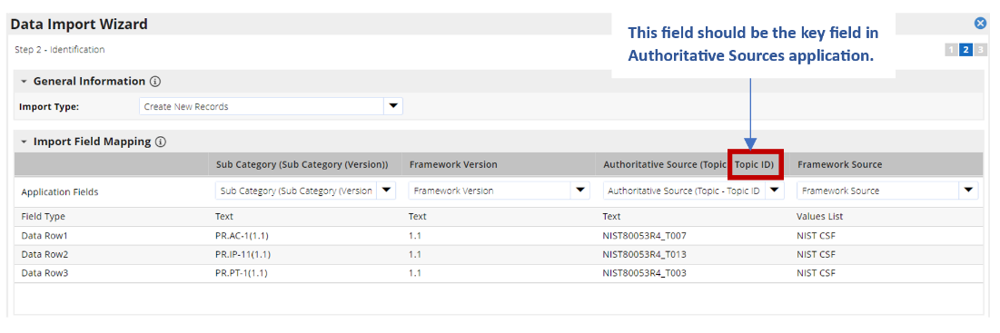 Data Import Wizard
This field should be the key field in
Authoritative Sources application.
Step 2 - Identification
1 2 3
General Information
Import Type: Create New Records
Import Field Mapping
Sub Category (Sub Category (Version)) Framework Version Authoritative Source (Topic Topic ID) Framework Source
Application Fields Sub Category (Sub Category (Version Framework Version Authoritative Source (Topic - Topic ID Framework Source
Field Type Text Text Text Values List
Data Row1 PR.AC-1(1.1) 1.1 NIST80053R4_T007 NIST CSF
Data Row2 PR.IP-11(1.1) 1.1 NIST80053R4_T013 NIST CSF
Data Row3 PR.PT-1(1.1) 1.1 NIST80053R4_T003 NIST CSF